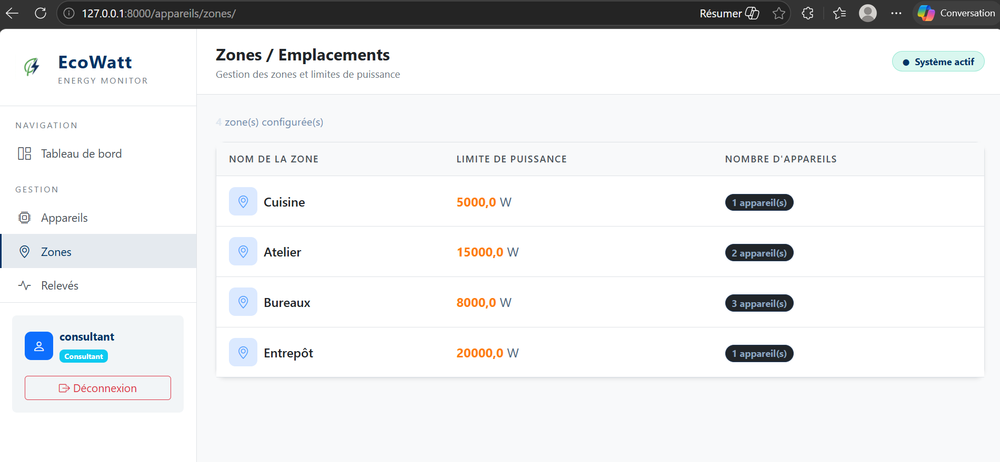 127.0.0.1:8000/appareils/zones/
Résumer
Conversation
EcoWatt
ENERGY MONITOR
NAVIGATION
Tableau de bord
GESTION
Appareils
Zones
Relevés
consultant
Consultant
Déconnexion
Zones / Emplacements
Gestion des zones et limites de puissance
Système actif
4 zone(s) configurée(s)
NOM DE LA ZONE LIMITE DE PUISSANCE NOMBRE D'APPAREILS
Cuisine 5000,0 W 1 appareil(s)
Atelier 15000,0 W 2 appareil(s)
Bureaux 8000,0 W 3 appareil(s)
Entrepôt 20000,0 W 1 appareil(s)